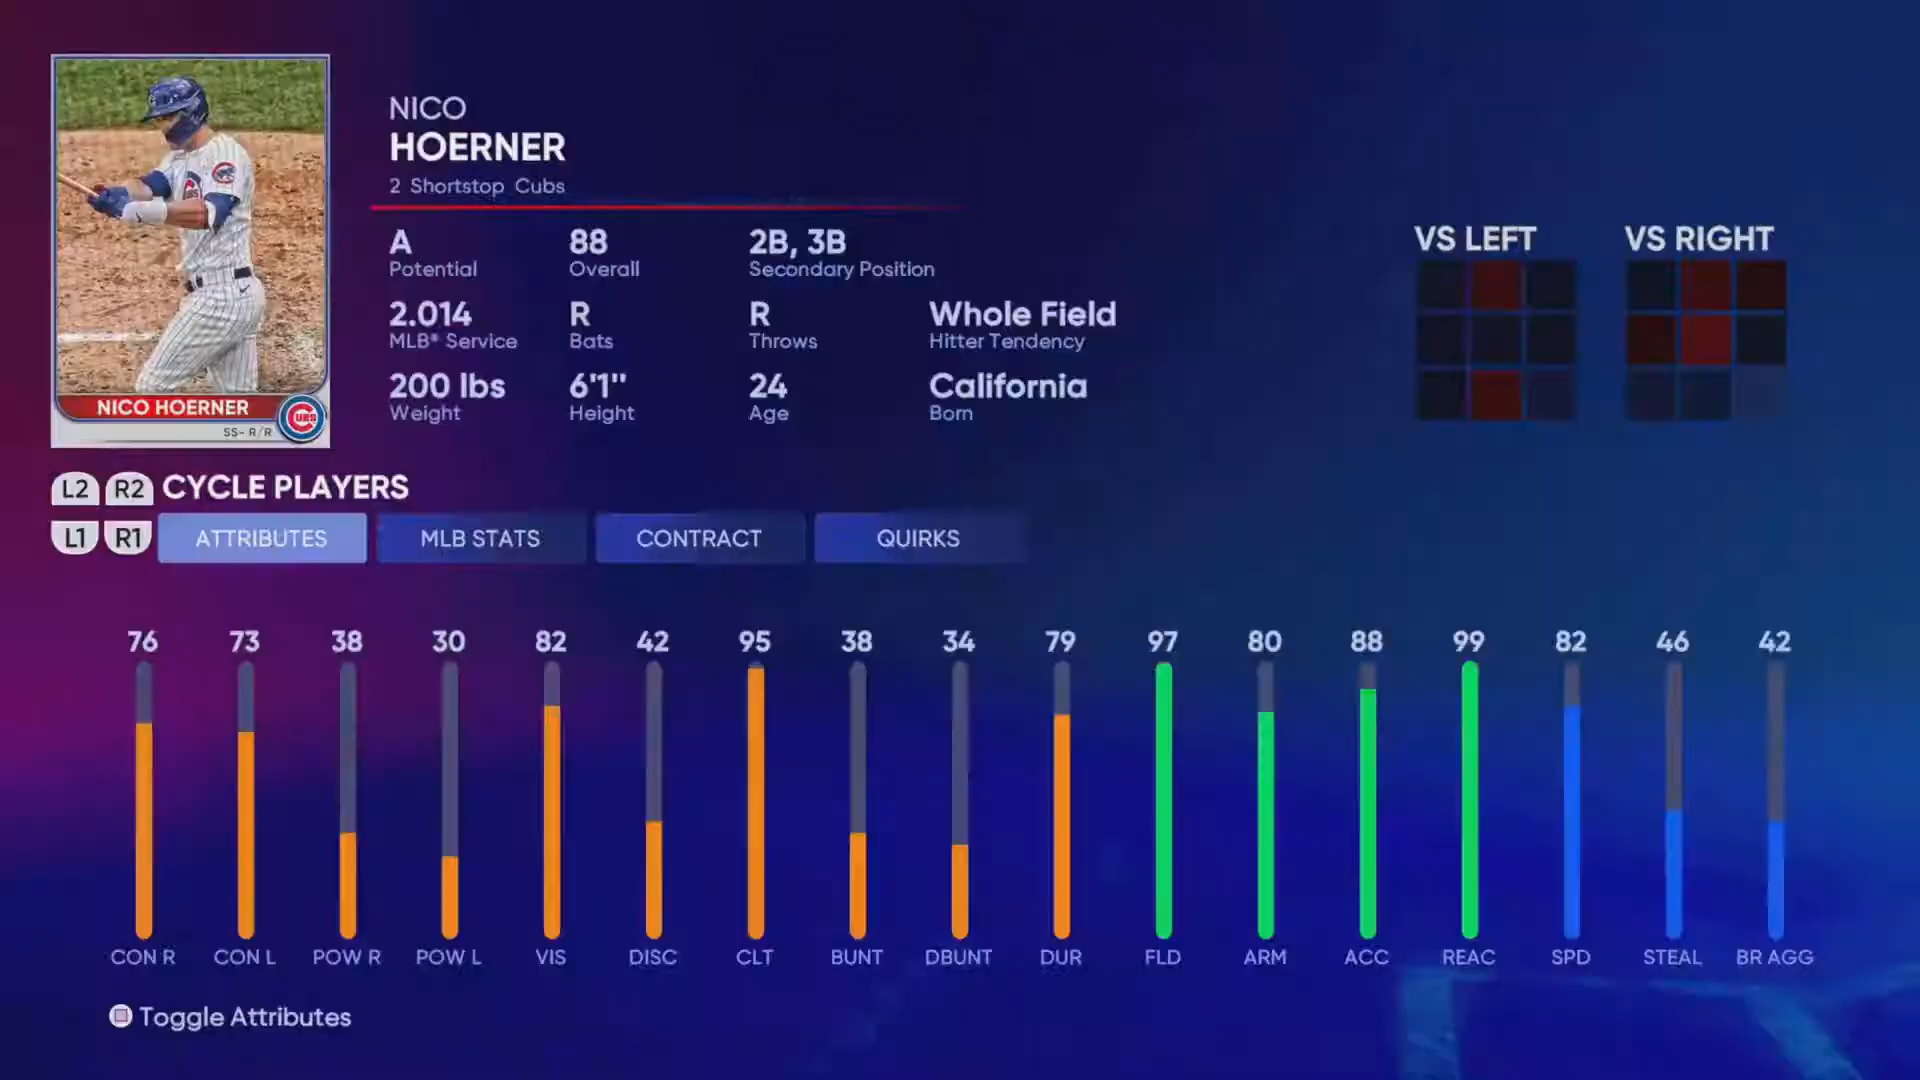 NICO
HOERNER
2 Shortstop Cubs
A 88 2B, 3B
Potential Overall Secondary Position
2.014 R R Whole Field
MLB® Service Bats Throws Hitter Tendency
200 lbs 6'1" 24 California
Weight Height Age Born
VS LEFT VS RIGHT
NICO HOERNER
CUBS
SS- R/R
L2 R2 CYCLE PLAYERS
L1 R1 ATTRIBUTES MLB STATS CONTRACT QUIRKS
76 73 38 30 82 42 95 38 34 79 97 80 88 99 82 46 42
CON R CON L POW R POW L VIS DISC CLT BUNT DBUNT DUR FLD ARM ACC REAC SPD STEAL BR AGG
Toggle Attributes